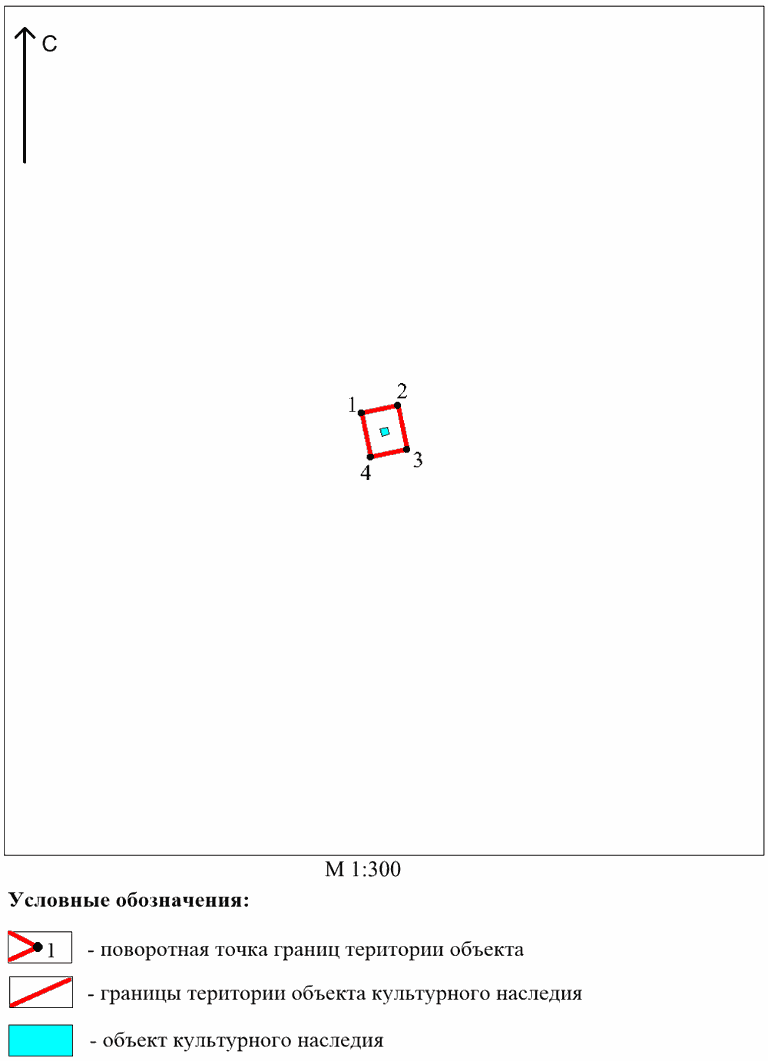 С
1
2
3
4
М 1:300
Условные обозначения:
1 - поворотная точка границ територии объекта
- границы територии объекта культурного наследия
- объект культурного наследия